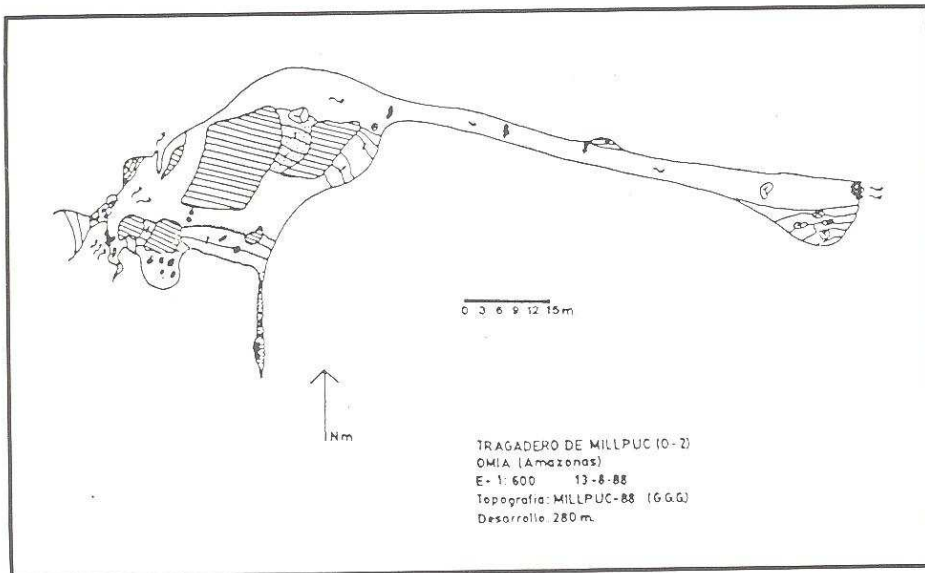 0 3 6 9 12 15m
Nm
TRAGADERO DE MILLPUC (O-2)
OMIA (Amazonas)
E- 1: 600 13-8-88
Topografia: MILLPUC-88 (G.G.G)
Desarrollo: 280 m.